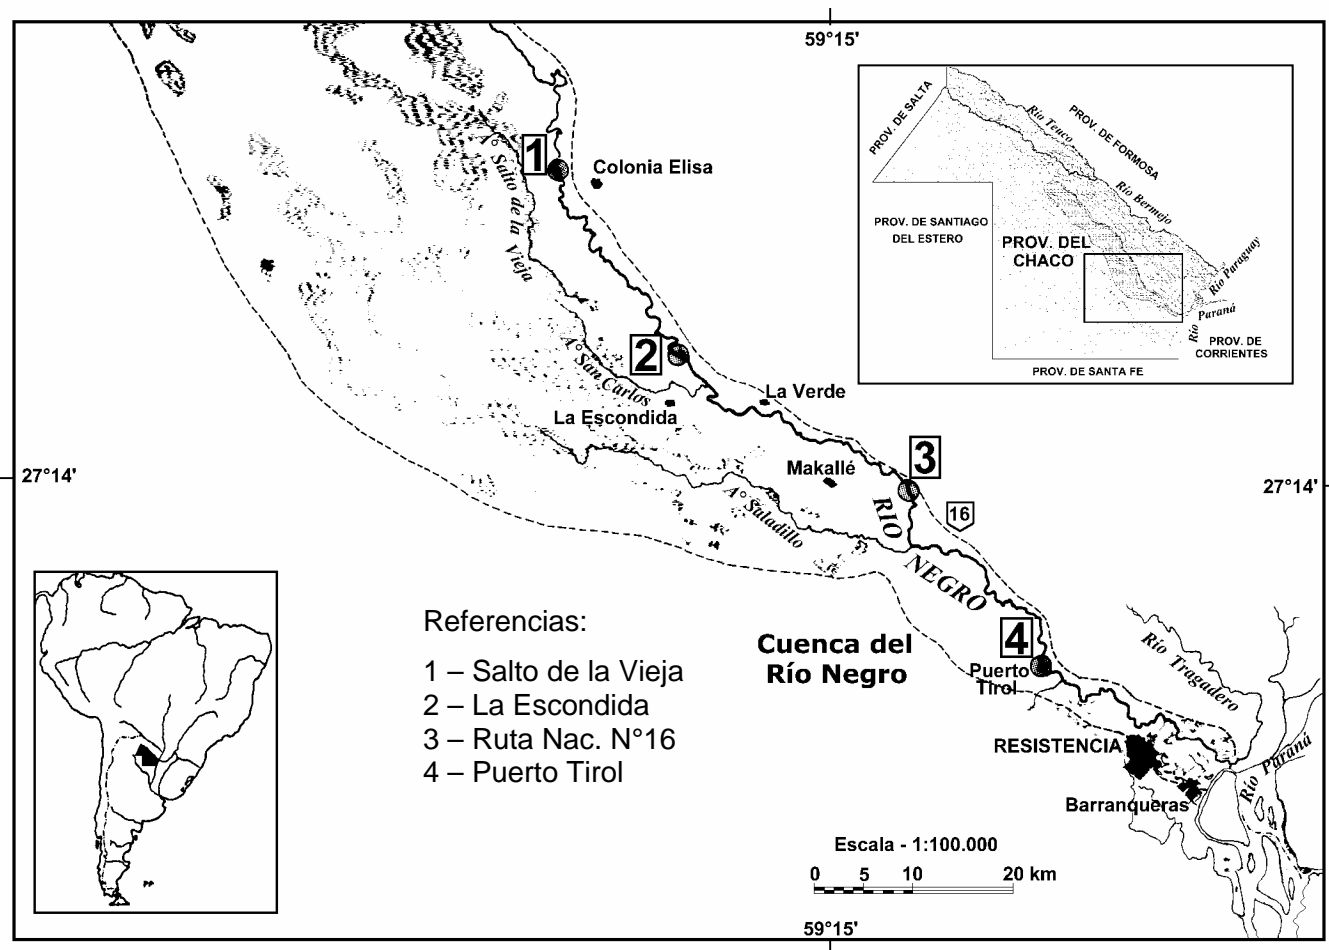 59°15'
PROV. DE SALTA
Río Teuco
PROV. DE FORMOSA
Río Bermejo
PROV. DE SANTIAGO
DEL ESTERO
PROV. DEL
CHACO
Río Paraguay
Río
Paraná
PROV. DE
CORRIENTES
PROV. DE SANTA FE
1
Colonia Elisa
A° Salto de la Vieja
2
A° San Carlos
La Escondida
La Verde
Makallé
3
16
27°14'
27°14'
A° Saladillo
RIO
NEGRO
Cuenca del
Río Negro
4
Puerto
Tirol
Río Tragadero
RESISTENCIA
Barranqueras
Río Paraná
Referencias:
1 – Salto de la Vieja
2 – La Escondida
3 – Ruta Nac. N°16
4 – Puerto Tirol
Escala - 1:100.000
0 5 10 20 km
59°15'